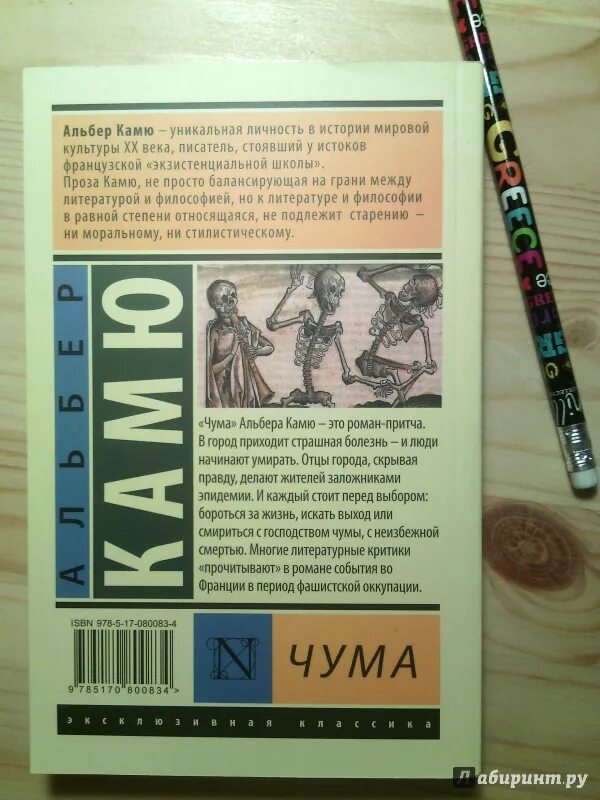 Альбер Камю – уникальная личность в истории мировой
культуры XX века, писатель, стоявший у истоков
французской «экзистенциальной школы».
Проза Камю, не просто балансирующая на грани между
литературой и философией, но к литературе и философии
в равной степени относящаяся, не подлежит старению –
ни моральному, ни стилистическому.
АЛЬБЕР
КАМЮ
«Чума» Альбера Камю – это роман-притча.
В город приходит страшная болезнь – и люди
начинают умирать. Отцы города, скрывая
правду, делают жителей заложниками
эпидемии. И каждый стоит перед выбором:
бороться за жизнь, искать выход или
смириться с господством чумы, с неизбежной
смертью. Многие литературные критики
«прочитывают» в романе события во
Франции в период фашистской оккупации.
ISBN 978-5-17-080083-4
9 785170 800834 >
N
ЧУМА
эксклюзивная классика
GREECE
Лабиринт.ру